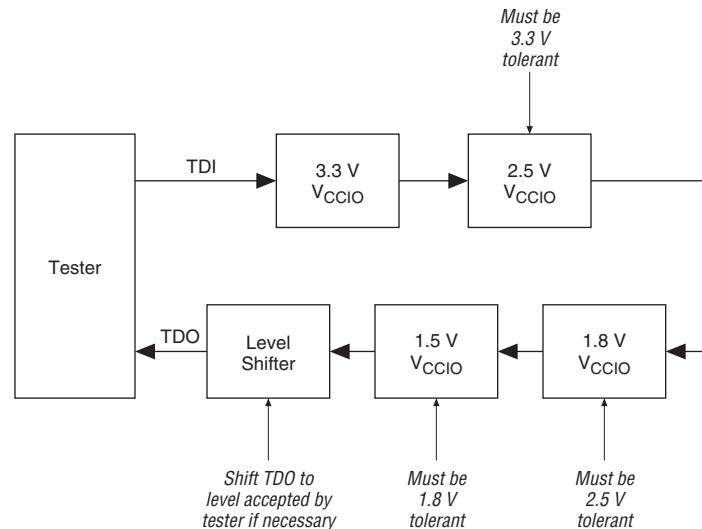 Must be
3.3 V
tolerant
TDI
3.3 V
VCCIO
2.5 V
VCCIO
Tester
TDO
Level
Shifter
1.5 V
VCCIO
1.8 V
VCCIO
Shift TDO to
level accepted by
tester if necessary
Must be
1.8 V
tolerant
Must be
2.5 V
tolerant